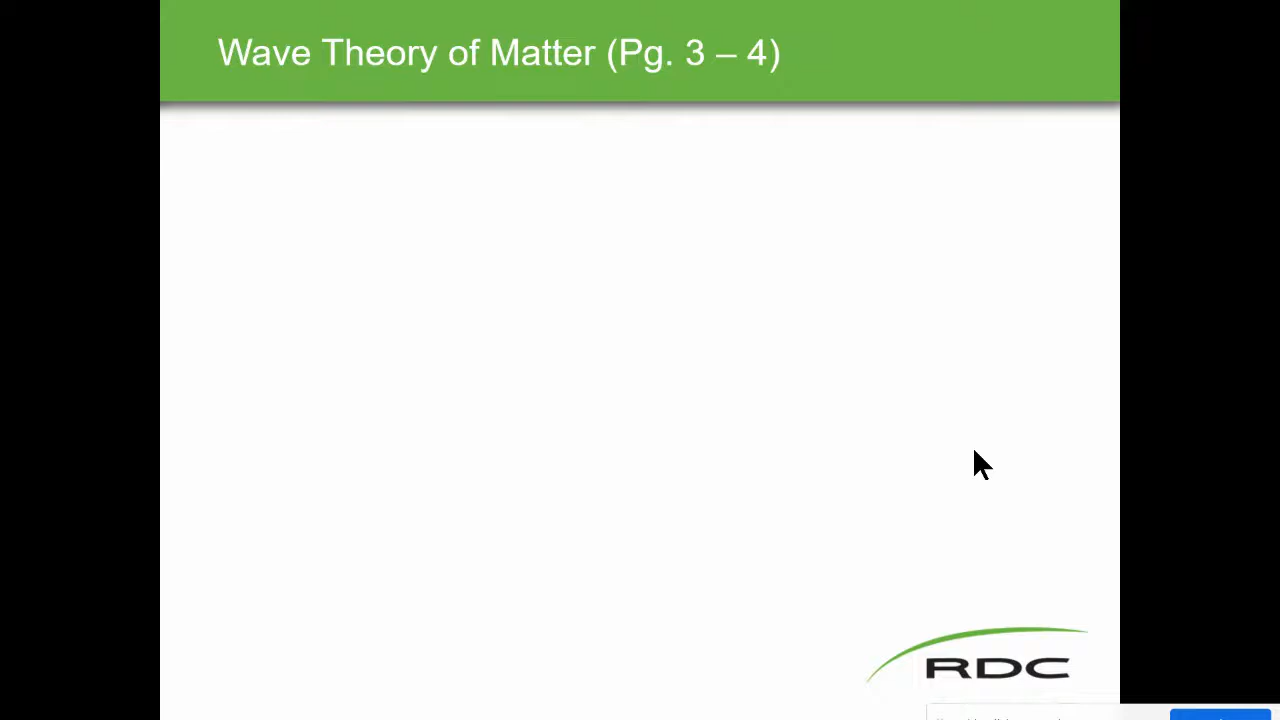 Wave Theory of Matter (Pg. 3 – 4)
RDC